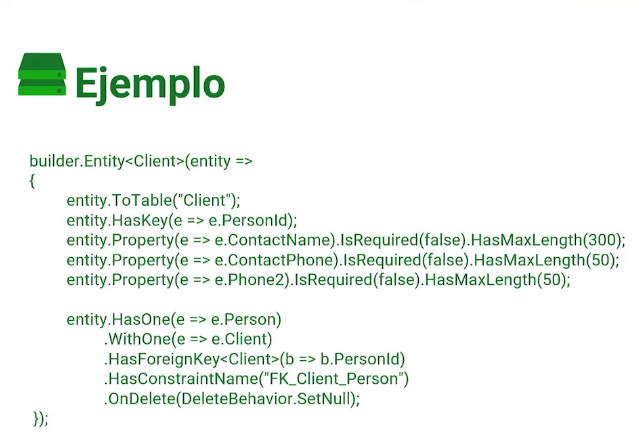 Ejemplo
builder.Entity<Client>(entity =>
{
entity.ToTable("Client");
entity.HasKey(e => e.PersonId);
entity.Property(e => e.ContactName).IsRequired(false).HasMaxLength(300);
entity.Property(e => e.ContactPhone).IsRequired(false).HasMaxLength(50);
entity.Property(e => e.Phone2).IsRequired(false).HasMaxLength(50);
entity.HasOne(e => e.Person)
.WithOne(e => e.Client)
.HasForeignKey<Client>(b => b.PersonId)
.HasConstraintName("FK_Client_Person")
.OnDelete(DeleteBehavior.SetNull);
});